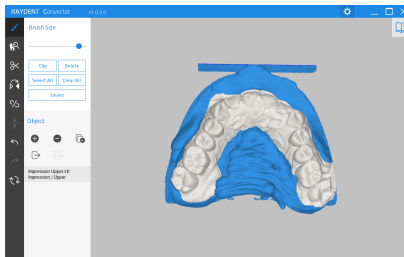 RAYDENT Converter v1.0.3.0
Brush Size
Clip Delete
Select All Clear All
Invert
Object
Impression Upper.stl
Impression / Upper